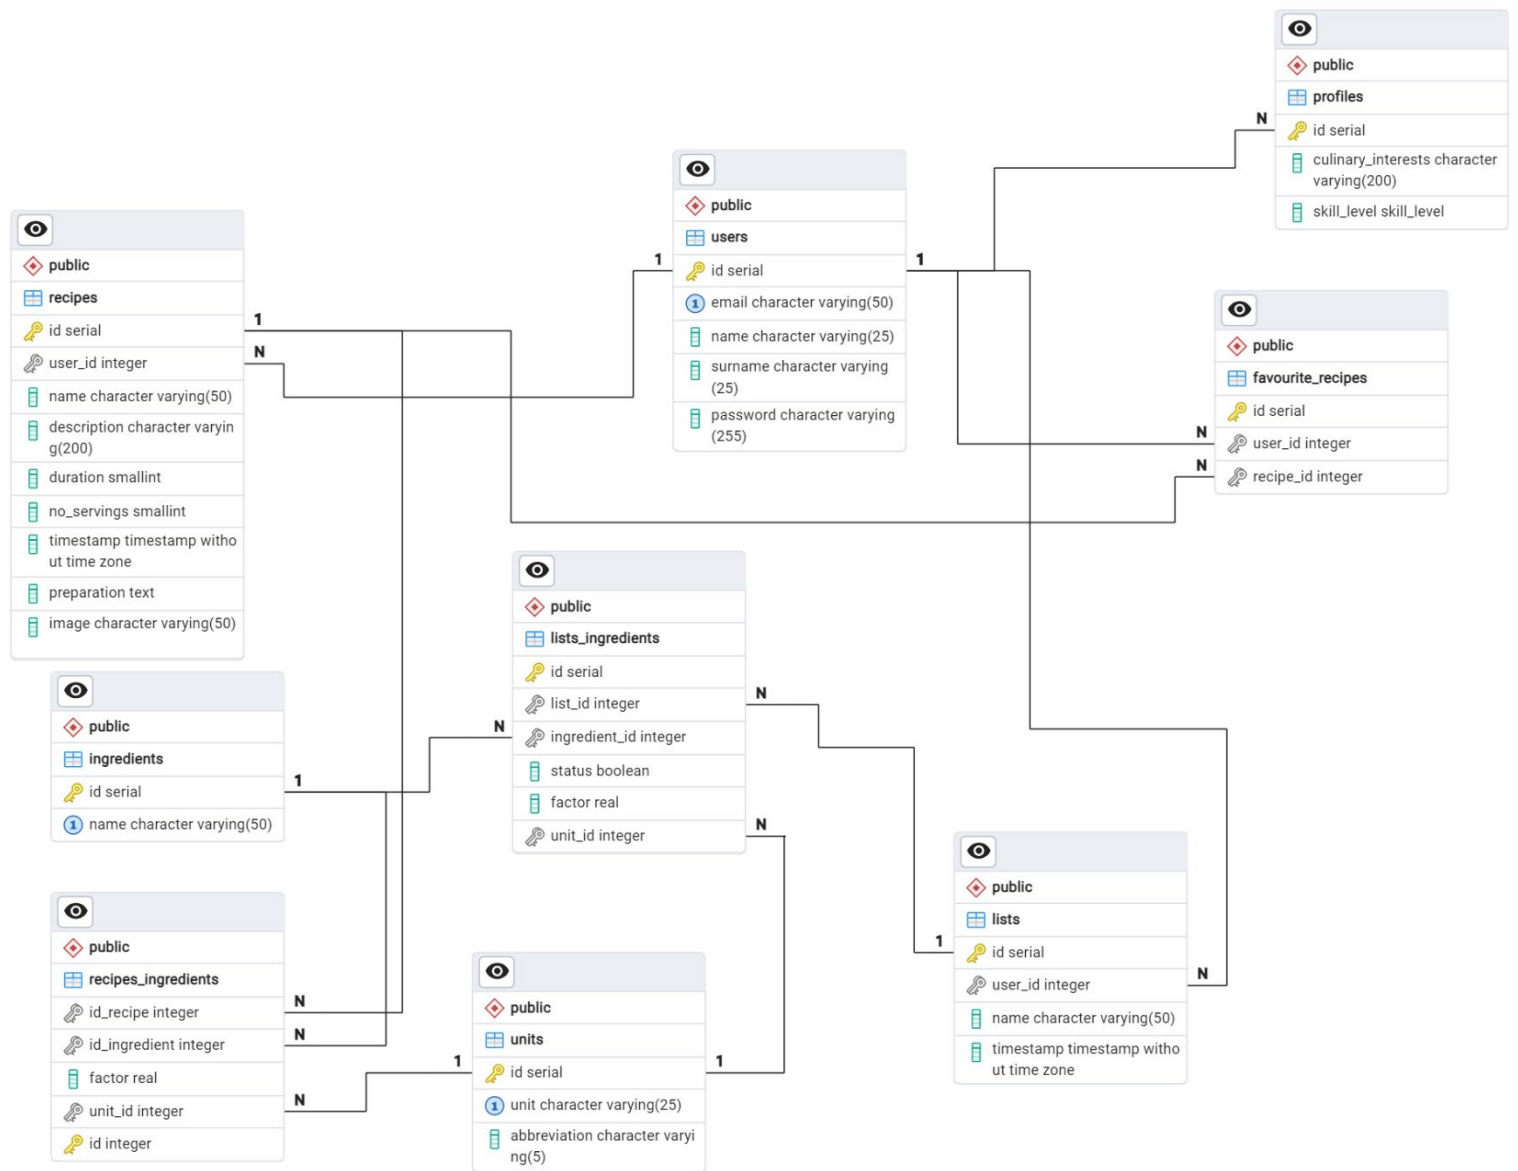 public
profiles
id serial
N
culinary_interests character
varying(200)
skill_level skill_level
public
users
id serial
1
1
email character varying(50)
name character varying(25)
surname character varying
(25)
password character varying
(255)
public
recipes
id serial
1
user_id integer
N
name character varying(50)
description character varyin
g(200)
duration smallint
no_servings smallint
timestamp timestamp witho
ut time zone
preparation text
image character varying(50)
public
favourite_recipes
id serial
N
user_id integer
N
recipe_id integer
public
lists_ingredients
id serial
list_id integer
N
N
ingredient_id integer
status boolean
factor real
unit_id integer
N
public
ingredients
id serial
1
1 name character varying(50)
public
recipes_ingredients
id_recipe integer
N
id_ingredient integer
N
factor real
unit_id integer
N
id integer
public
units
1
id serial
1
1 unit character varying(25)
abbreviation character varyi
ng(5)
public
lists
1
id serial
user_id integer
N
name character varying(50)
timestamp timestamp witho
ut time zone